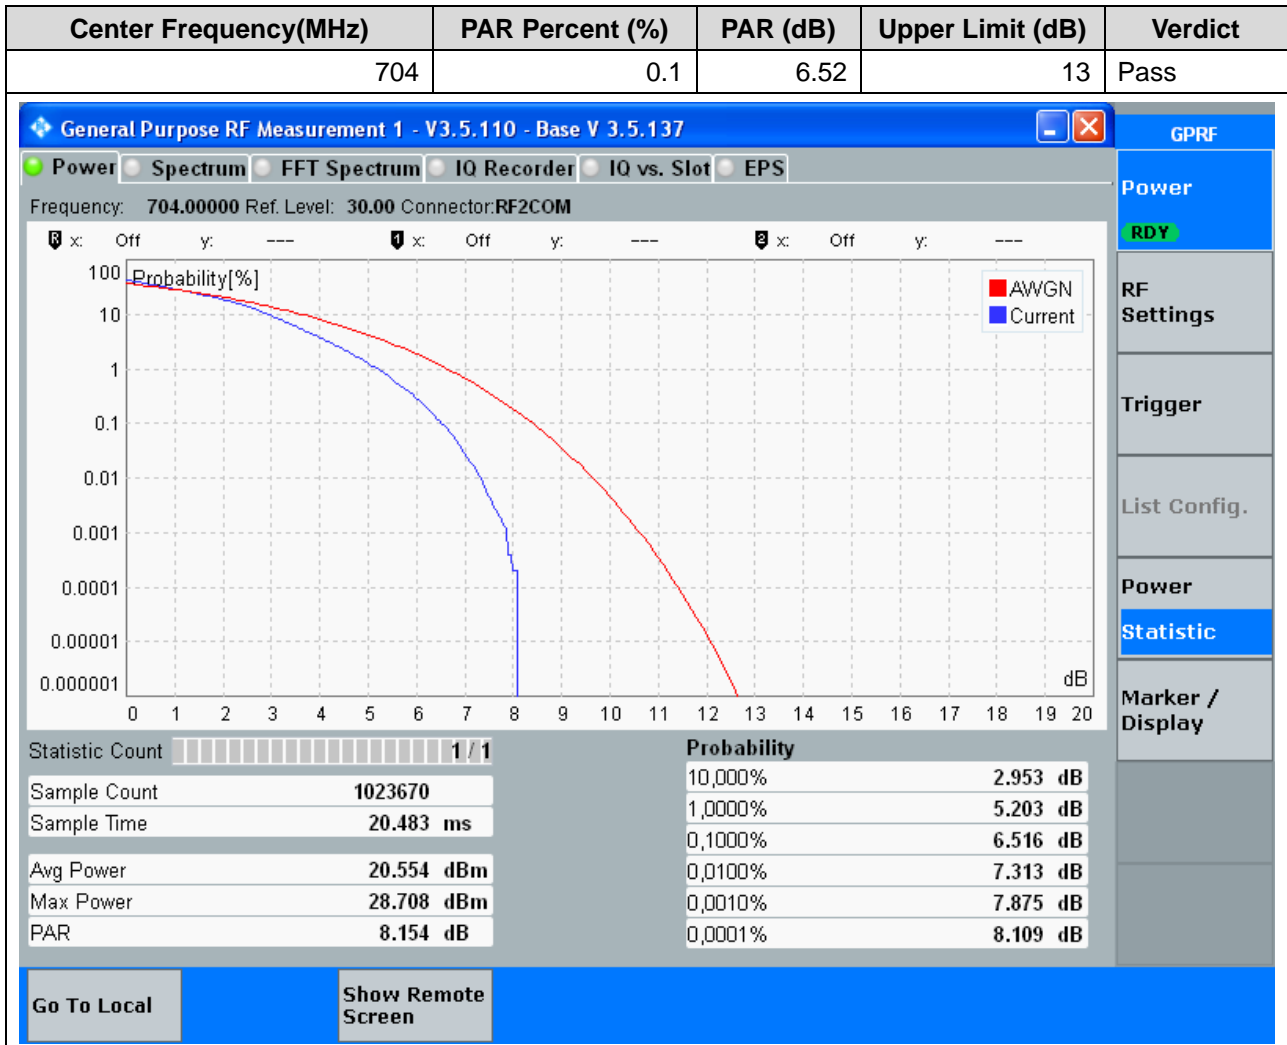 Center Frequency(MHz) PAR Percent (%) PAR (dB) Upper Limit (dB) Verdict
704 0.1 6.52 13 Pass
General Purpose RF Measurement 1 - V3.5.110 - Base V 3.5.137
GPRF
Power Spectrum FFT Spectrum IQ Recorder IQ vs. Slot EPS
Power
RDY
Frequency: 704.00000 Ref. Level: 30.00 Connector:RF2COM
R x: Off y: --- 1 x: Off y: --- 2 x: Off y: ---
Probability[%]
AWGN
Current
100
10
1
0.1
0.01
0.001
0.0001
0.00001
0.000001
dB
0 1 2 3 4 5 6 7 8 9 10 11 12 13 14 15 16 17 18 19 20
RF
Settings
Trigger
List Config.
Power
Statistic
Marker /
Display
Statistic Count 1 / 1
Sample Count 1023670
Sample Time 20.483 ms
Avg Power 20.554 dBm
Max Power 28.708 dBm
PAR 8.154 dB
Probability
10,000% 2.953 dB
1,0000% 5.203 dB
0,1000% 6.516 dB
0,0100% 7.313 dB
0,0010% 7.875 dB
0,0001% 8.109 dB
Go To Local
Show Remote
Screen